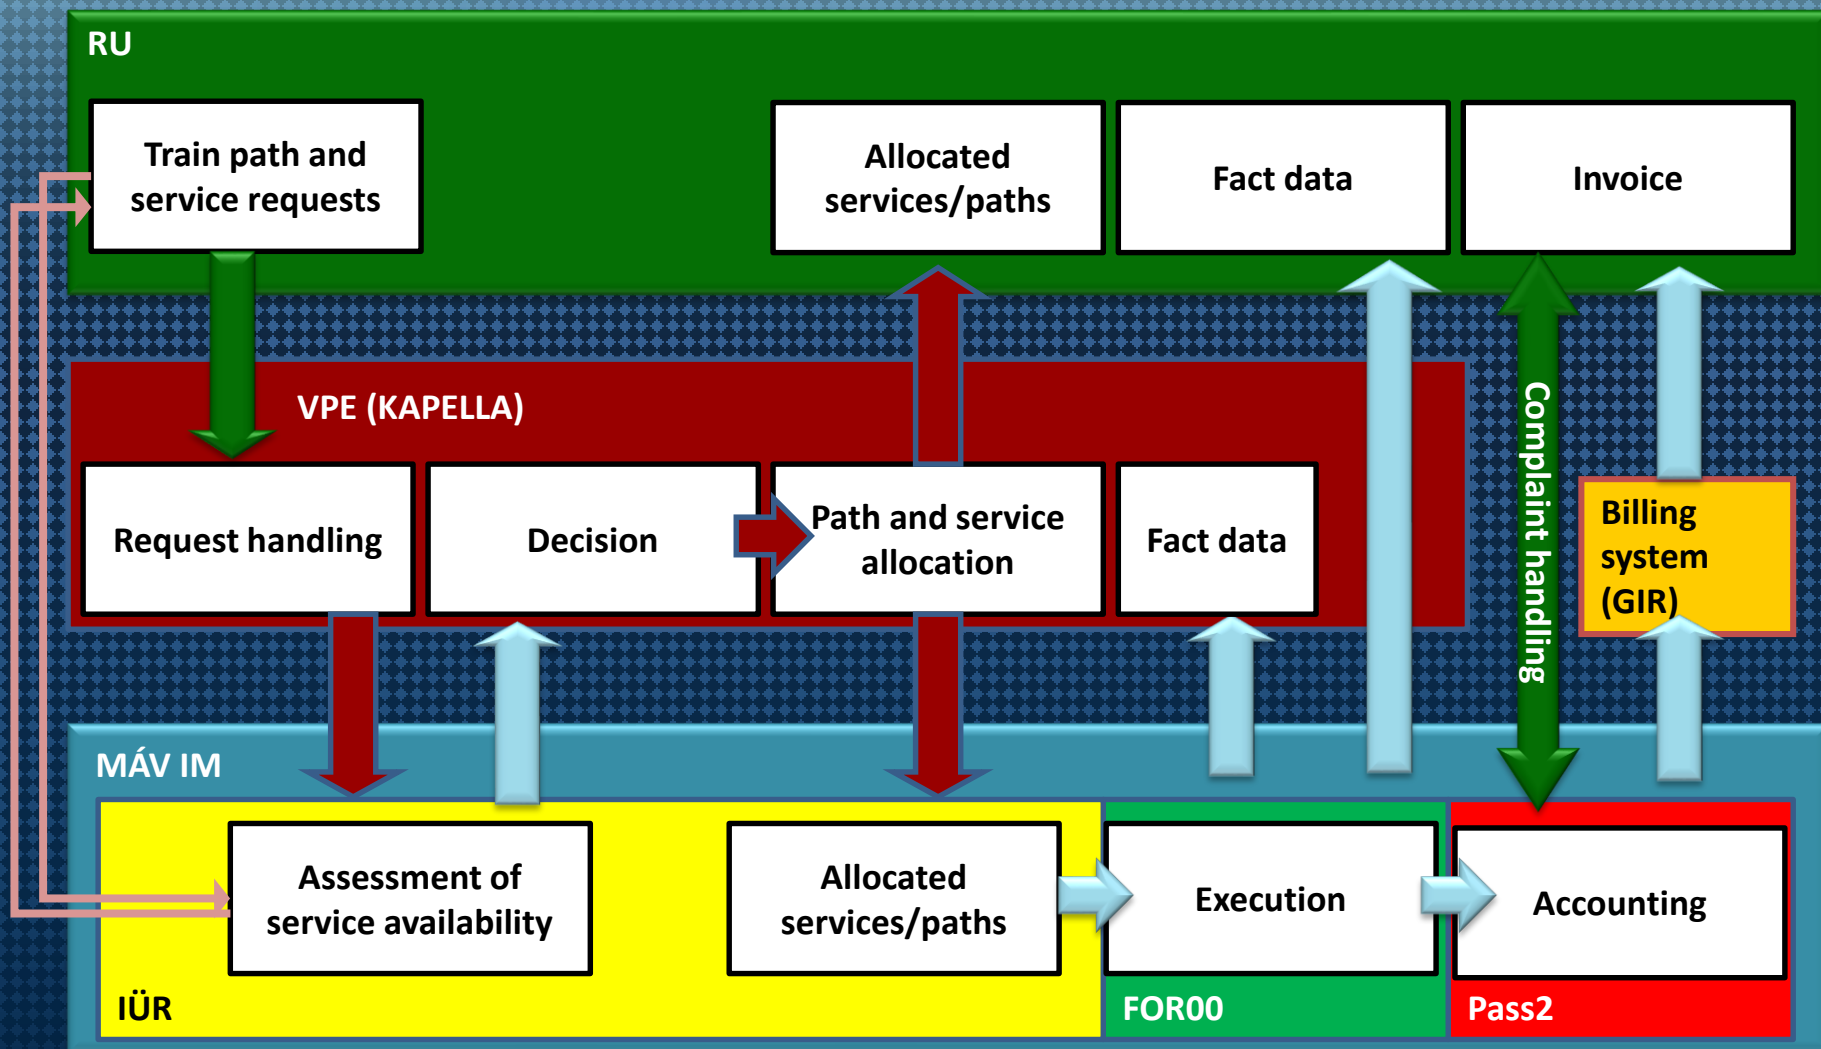 RU
Train path and
service requests
Allocated
services/paths
Fact data
Invoice
VPE (KAPELLA)
Request handling
Decision
Path and service
allocation
Fact data
Complaint handling
Billing
system
(GIR)
MÁV IM
Assessment of
service availability
Allocated
services/paths
Execution
Accounting
IÜR
FOR00
Pass2